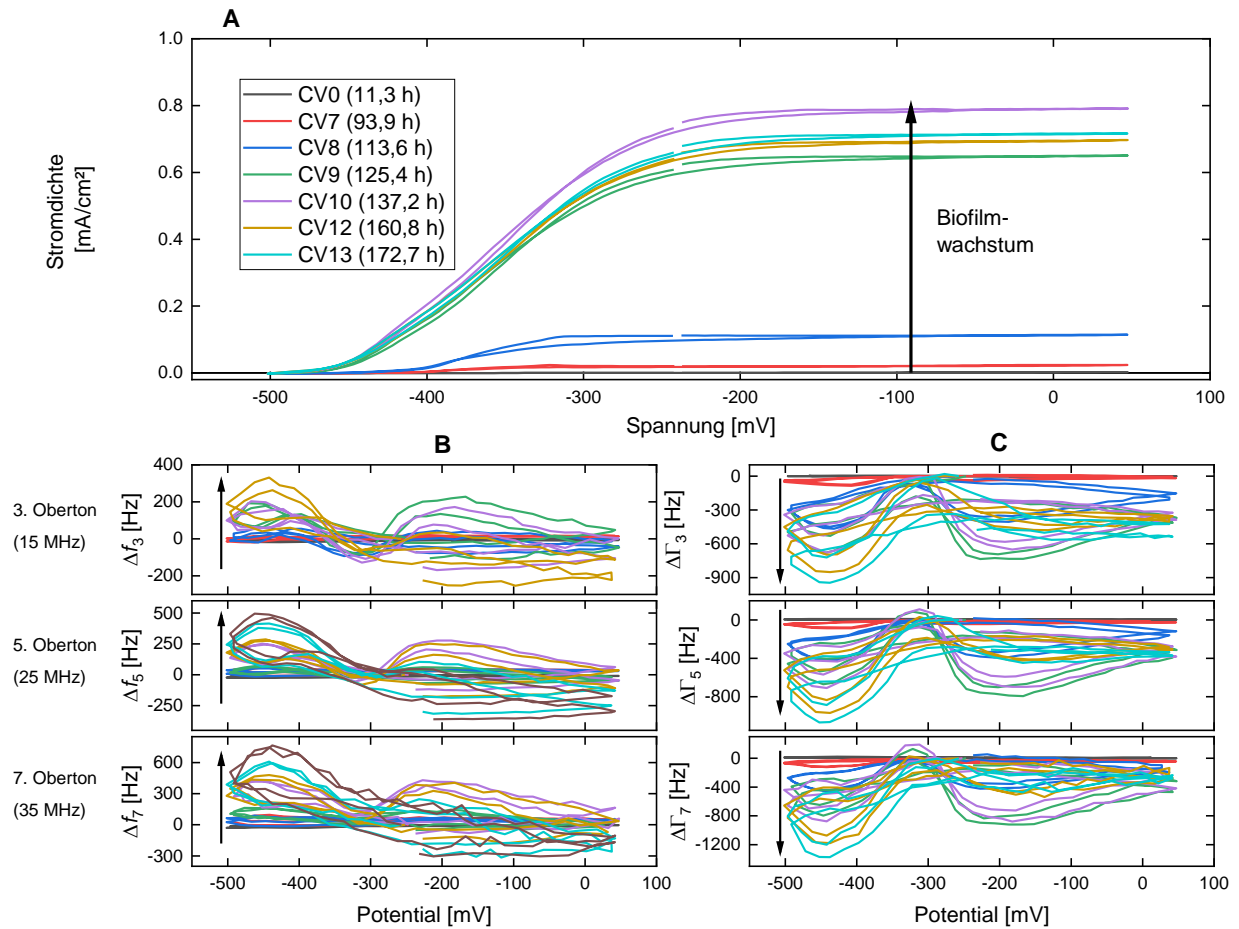 A
1.0
0.8
0.6
0.4
0.2
0.0
Stromdichte
[mA/cm²]
CV0 (11,3 h)
CV7 (93,9 h)
CV8 (113,6 h)
CV9 (125,4 h)
CV10 (137,2 h)
CV12 (160,8 h)
CV13 (172,7 h)
Biofilm-
wachstum
-500 -400 -300 -200 -100 0 100
Spannung [mV]
B
C
3. Oberton
(15 MHz)
400
200
0
-200
Δf3 [Hz]
0
-300
-600
-900
ΔΓ3 [Hz]
5. Oberton
(25 MHz)
500
250
0
-250
Δf5 [Hz]
0
-400
-800
ΔΓ5 [Hz]
7. Oberton
(35 MHz)
600
300
0
-300
Δf7 [Hz]
0
-400
-800
-1200
ΔΓ7 [Hz]
-500 -400 -300 -200 -100 0 100
Potential [mV]
-500 -400 -300 -200 -100 0 100
Potential [mV]